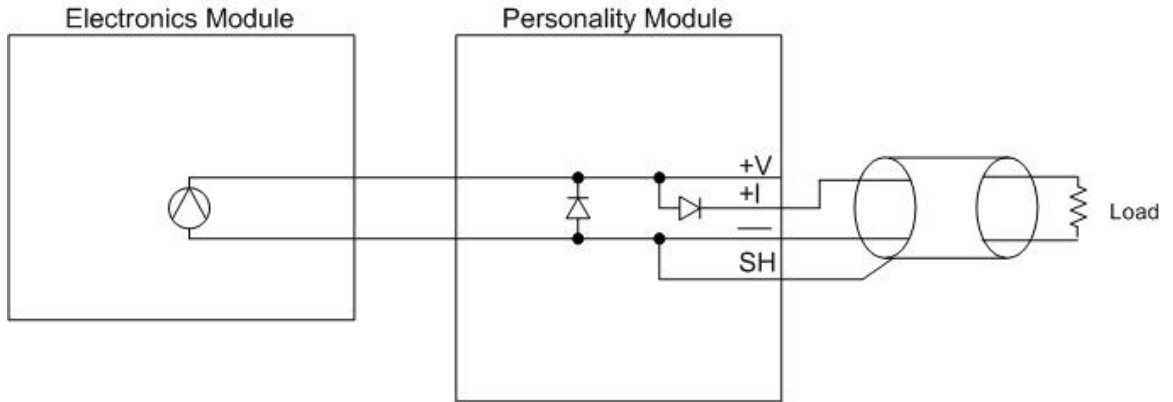 Electronics Module
Personality Module
+V
+I
—
SH
Load